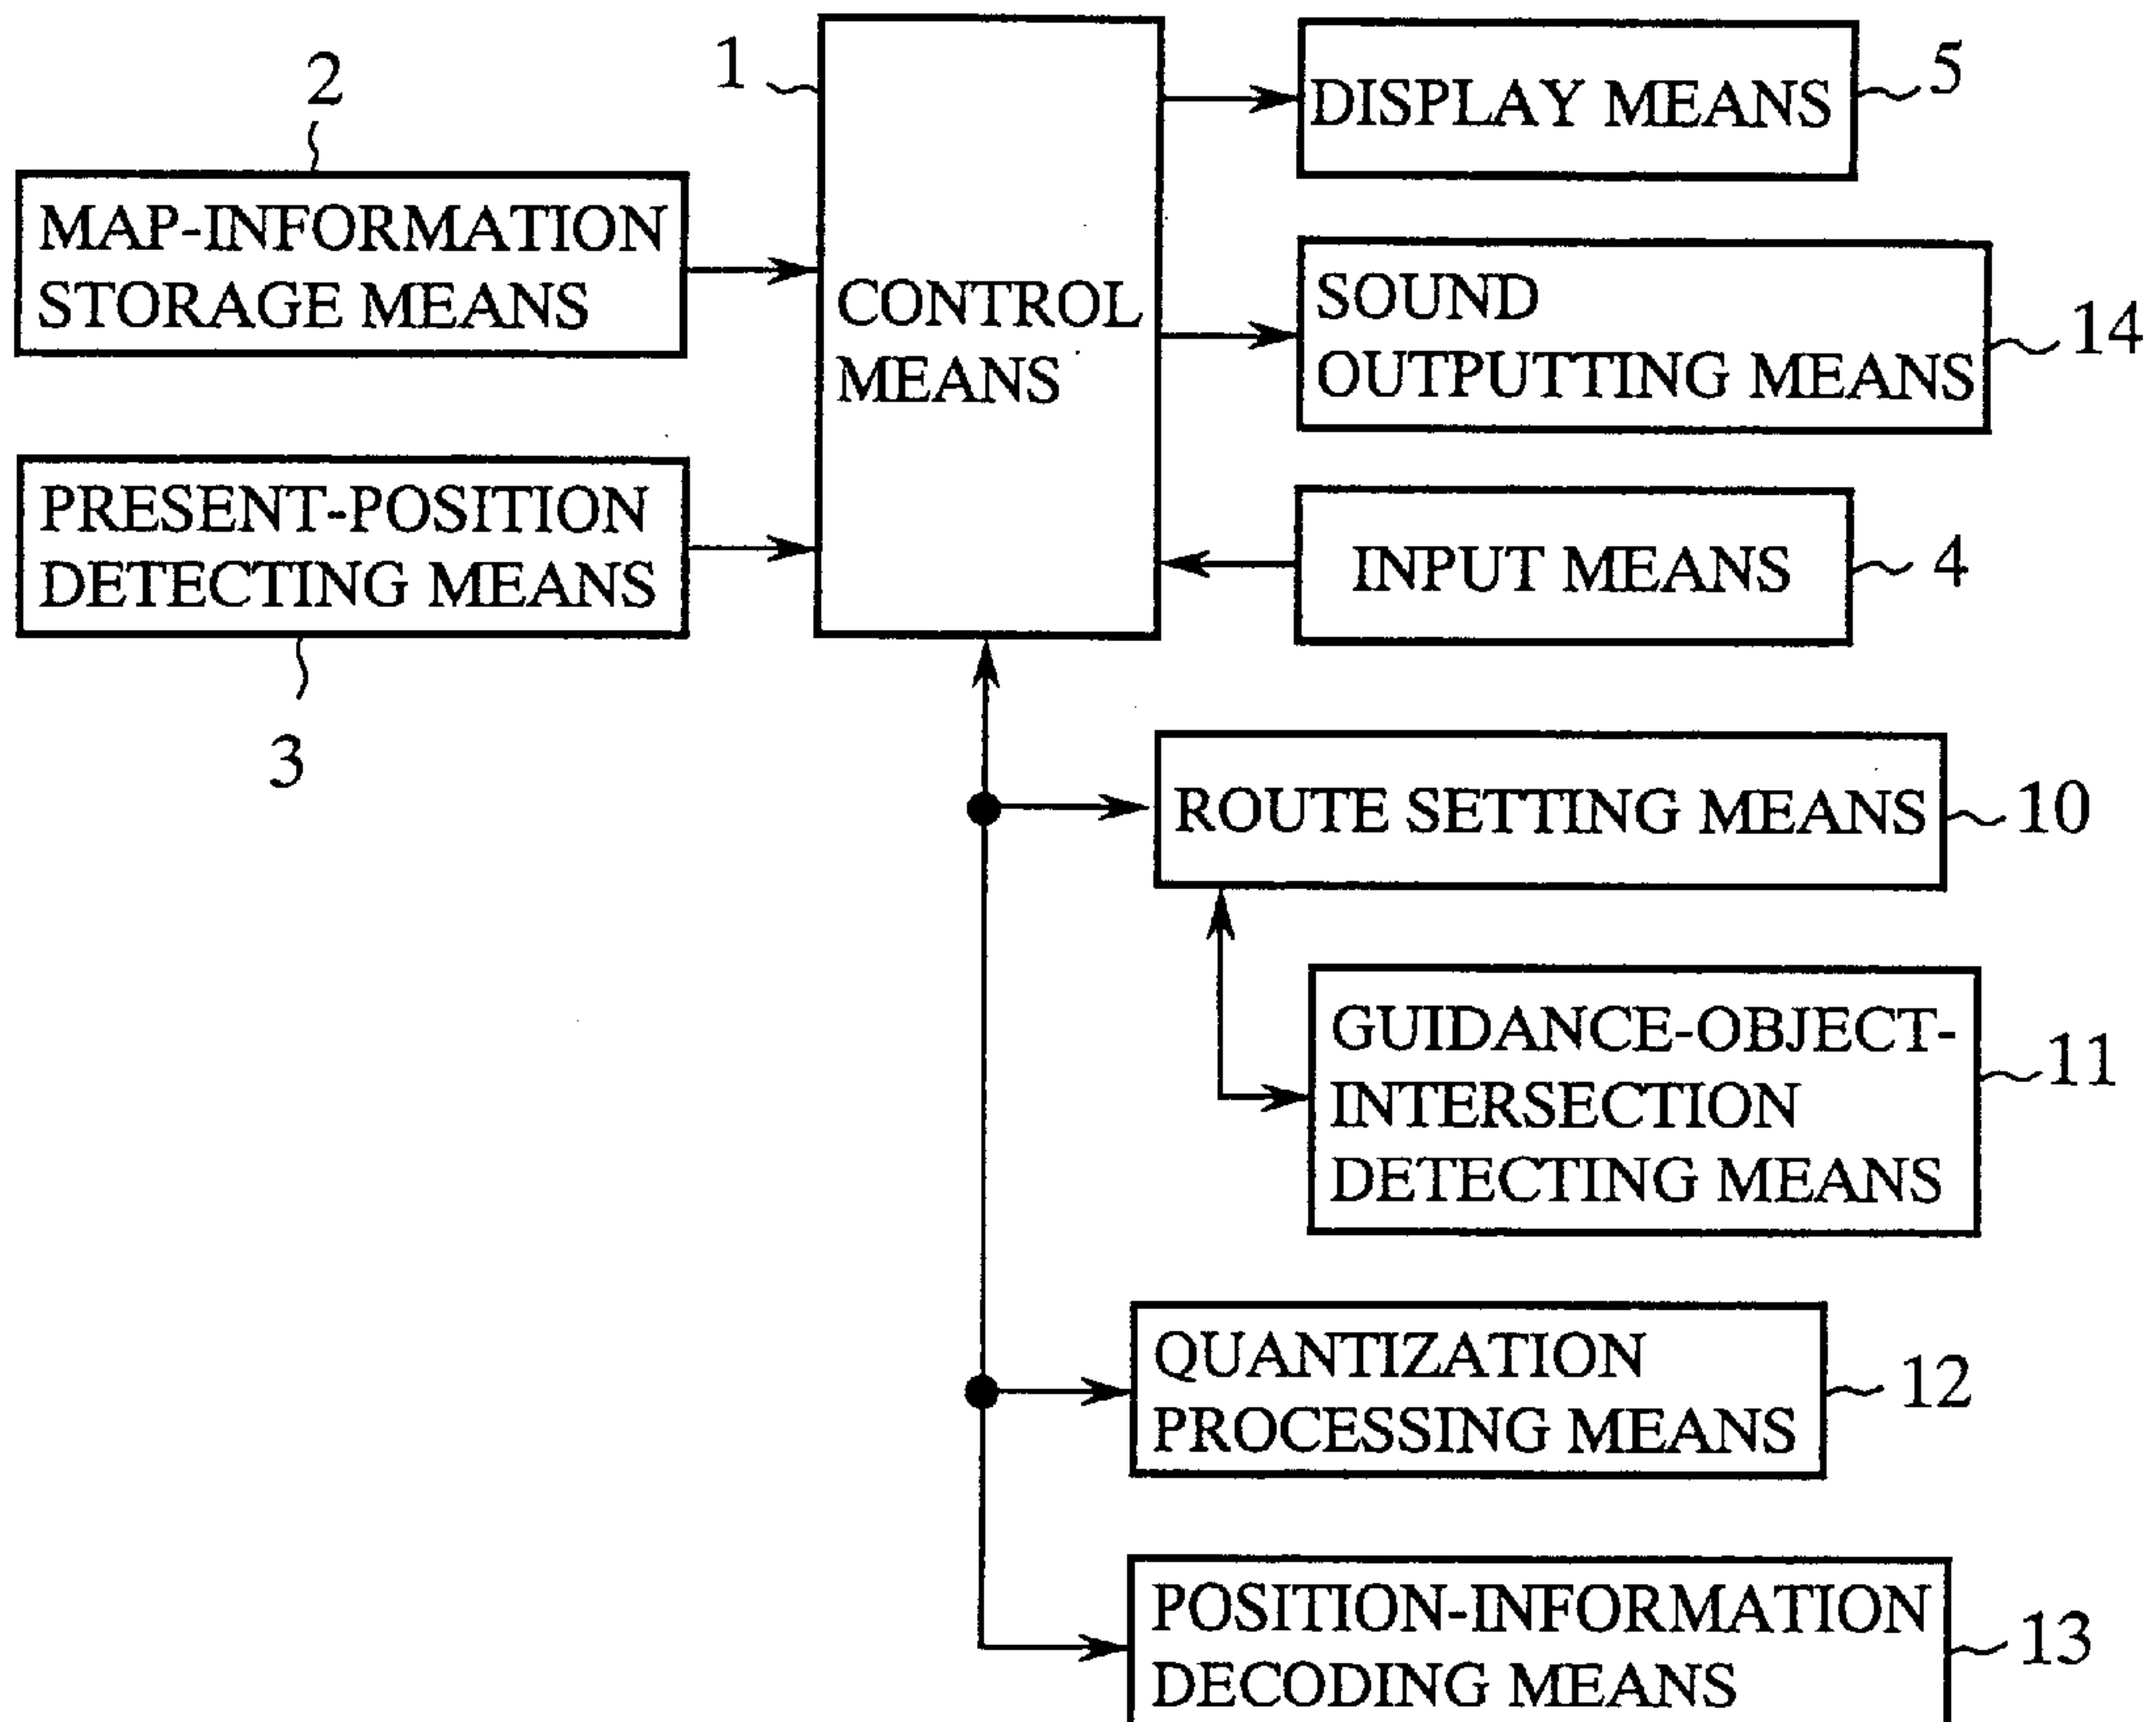 2
MAP-INFORMATION
STORAGE MEANS
PRESENT-POSITION
DETECTING MEANS
3
1
CONTROL
MEANS
DISPLAY MEANS
5
SOUND
OUTPUTTING MEANS
14
INPUT MEANS
4
ROUTE SETTING MEANS
10
GUIDANCE-OBJECT-
INTERSECTION
DETECTING MEANS
11
QUANTIZATION
PROCESSING MEANS
12
POSITION-INFORMATION
DECODING MEANS
13